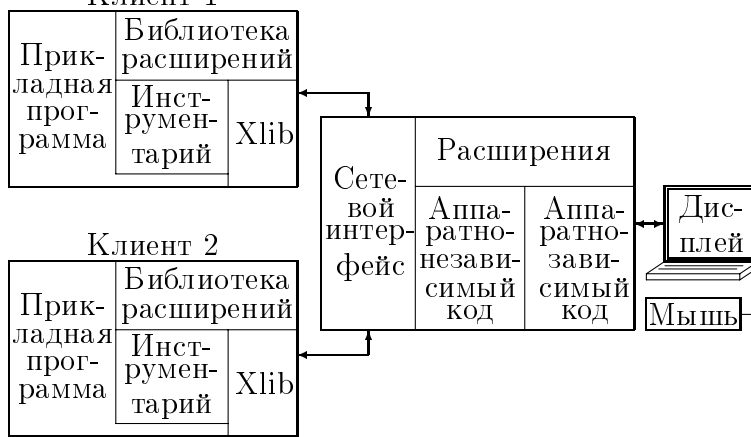 Клиент 1
Прик-
ладная
прог-
рамма
Библиотека
расширений
Инст-
румен-
тарий
Xlib
Клиент 2
Прик-
ладная
прог-
рамма
Библиотека
расширений
Инст-
румен-
тарий
Xlib
Сете-
вой
интер-
фейс
Расширения
Аппа-
ратно-
незави-
симый
код
Аппа-
ратно-
зави-
симый
код
Дис-
плей
Мышь